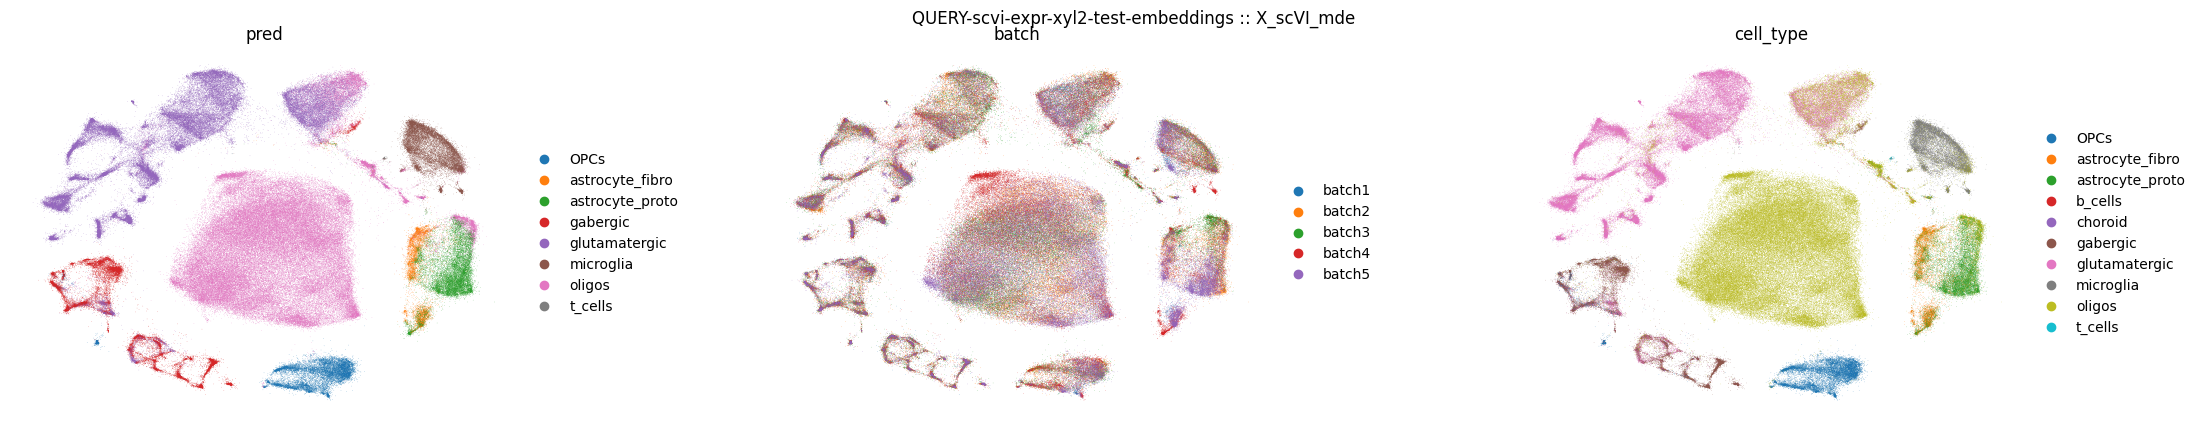 QUERY-scvi-expr-xyl2-test-embeddings :: X_scVI_mde
pred
OPCs
astrocyte_fibro
astrocyte_proto
gabergic
glutamatergic
microglia
oligos
t_cells
batch
batch1
batch2
batch3
batch4
batch5
cell_type
OPCs
astrocyte_fibro
astrocyte_proto
b_cells
choroid
gabergic
glutamatergic
microglia
oligos
t_cells